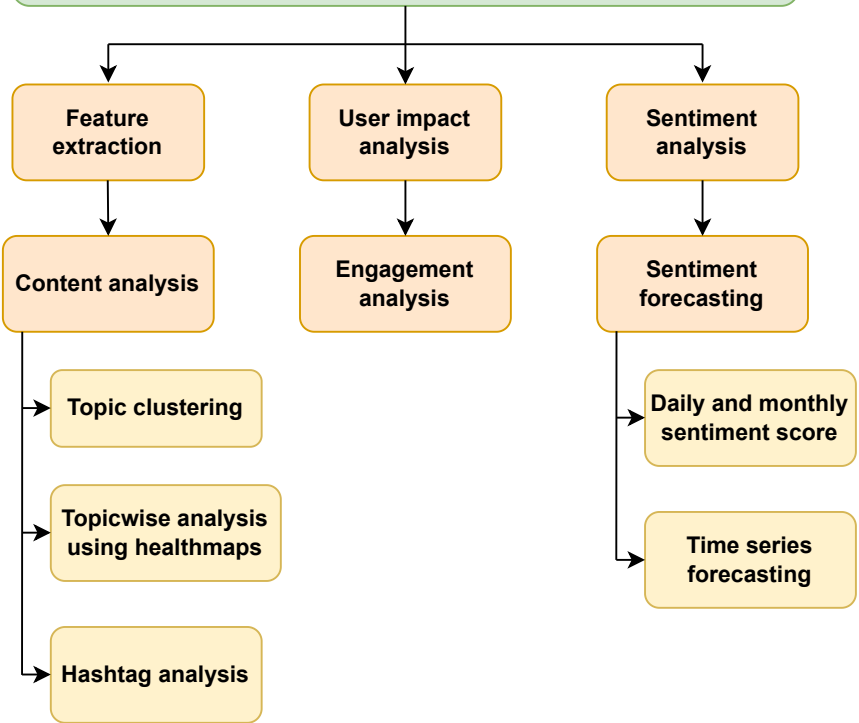 Feature
extraction
User impact
analysis
Sentiment
analysis
Content analysis
Engagement
analysis
Sentiment
forecasting
Topic clustering
Daily and monthly
sentiment score
Topicwise analysis
using healthmaps
Time series
forecasting
Hashtag analysis